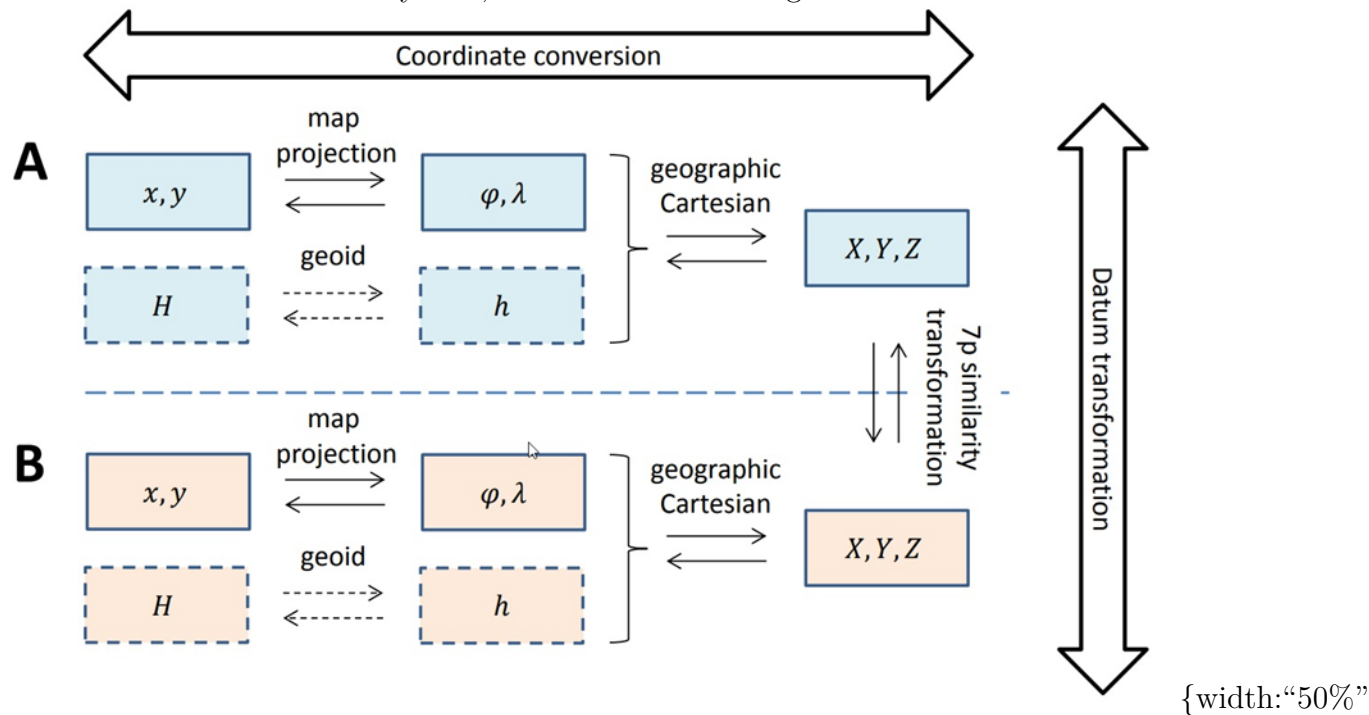 Coordinate conversion
map
projection
A
x, y
φ, λ
geographic
Cartesian
X, Y, Z
geoid
H
h
Datum transformation
7p similarity
transformation
map
projection
B
x, y
φ, λ
geographic
Cartesian
X, Y, Z
geoid
H
h
{width:“50%”